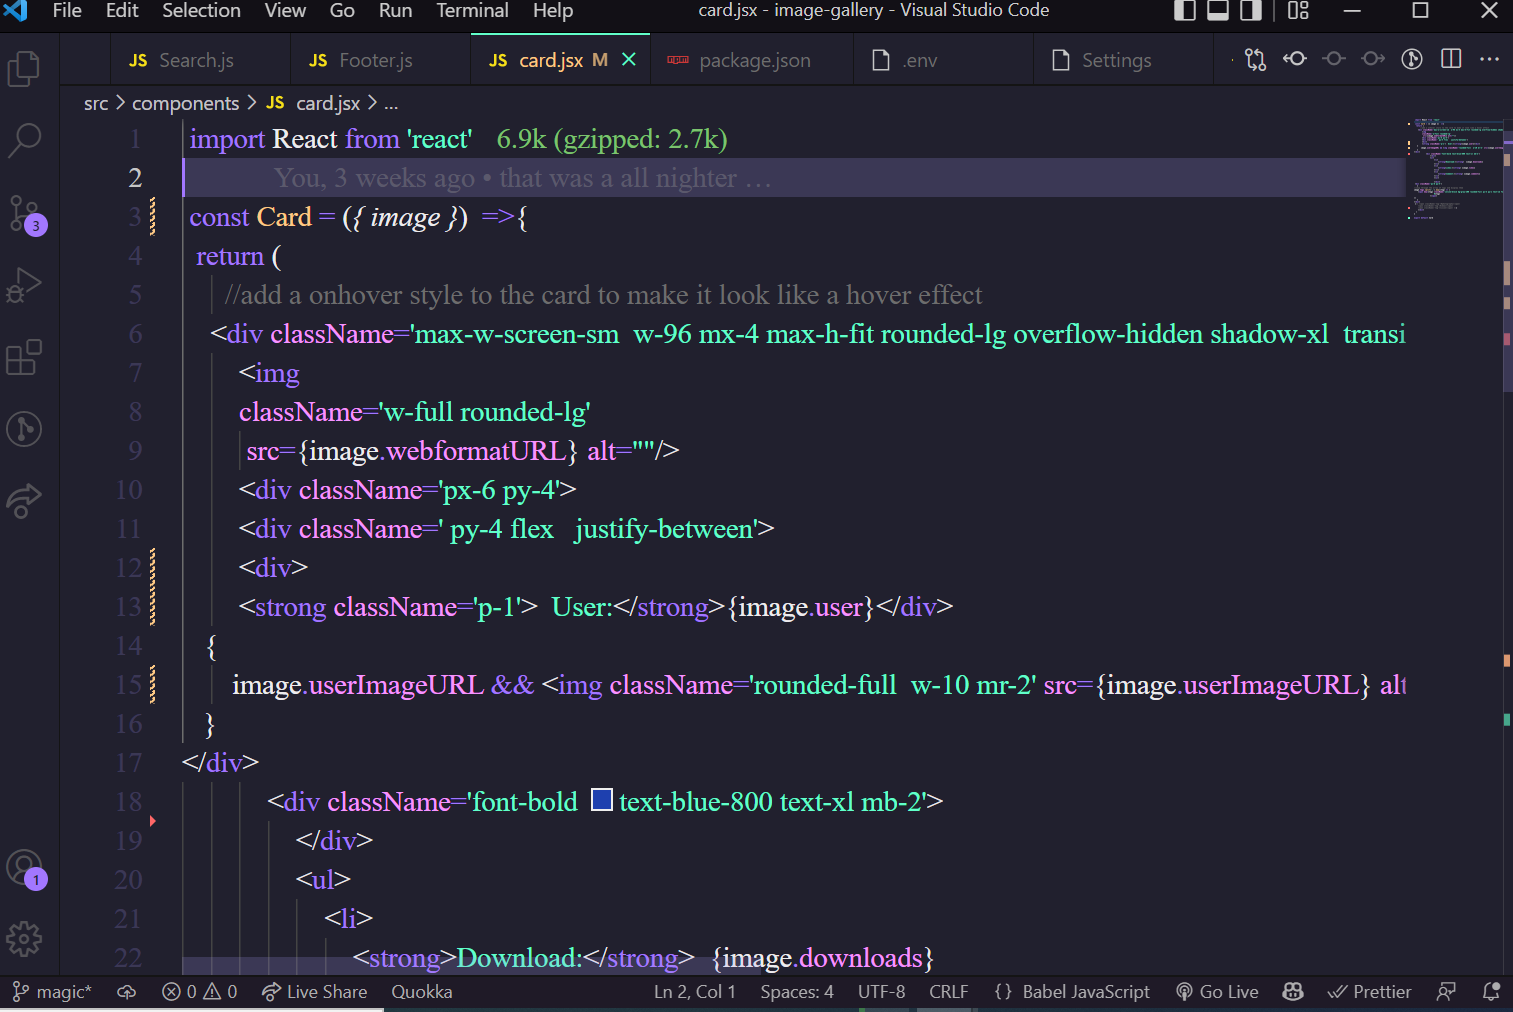 File Edit Selection View Go Run Terminal Help card.jsx - image-gallery - Visual Studio Code
JS Search.js JS Footer.js JS card.jsx M package.json .env Settings
src > components > JS card.jsx > ...
1 import React from 'react' 6.9k (gzipped: 2.7k)
2 You, 3 weeks ago • that was a all nighter …
3 const Card = ({ image }) =>{
4 return (
5 //add a onhover style to the card to make it look like a hover effect
6 <div className='max-w-screen-sm w-96 mx-4 max-h-fit rounded-lg overflow-hidden shadow-xl transi
7 <img
8 className='w-full rounded-lg'
9 src={image.webformatURL} alt=""/>
10 <div className='px-6 py-4'>
11 <div className=' py-4 flex justify-between'>
12 <div>
13 <strong className='p-1'> User:</strong>{image.user}</div>
14 {
15 image.userImageURL && <img className='rounded-full w-10 mr-2' src={image.userImageURL} alt
16 }
17 </div>
18 <div className='font-bold text-blue-800 text-xl mb-2'>
19 </div>
20 <ul>
21 <li>
22 <strong>Download:</strong> {image.downloads}
3
1
magic* 0 0 Live Share Quokka Ln 2, Col 1 Spaces: 4 UTF-8 CRLF {} Babel JavaScript Go Live Prettier